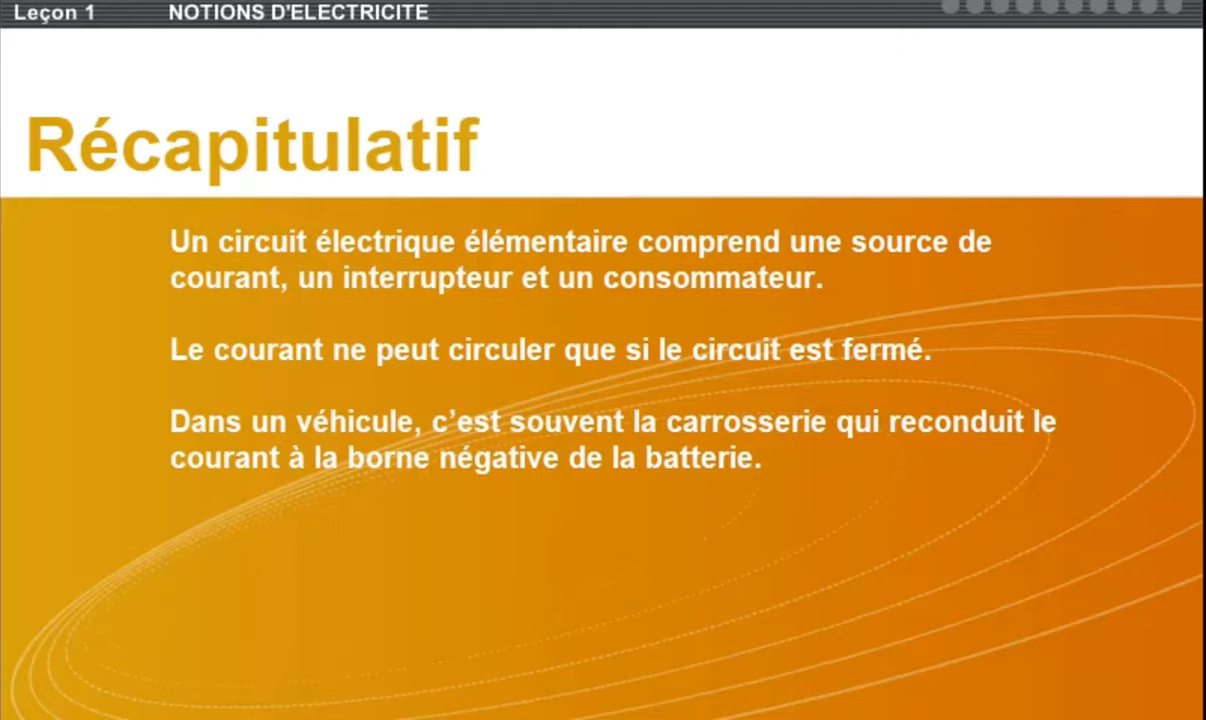 Leçon 1 NOTIONS D'ELECTRICITE
Récapitulatif
Un circuit électrique élémentaire comprend une source de
courant, un interrupteur et un consommateur.
Le courant ne peut circuler que si le circuit est fermé.
Dans un véhicule, c’est souvent la carrosserie qui reconduit le
courant à la borne négative de la batterie.